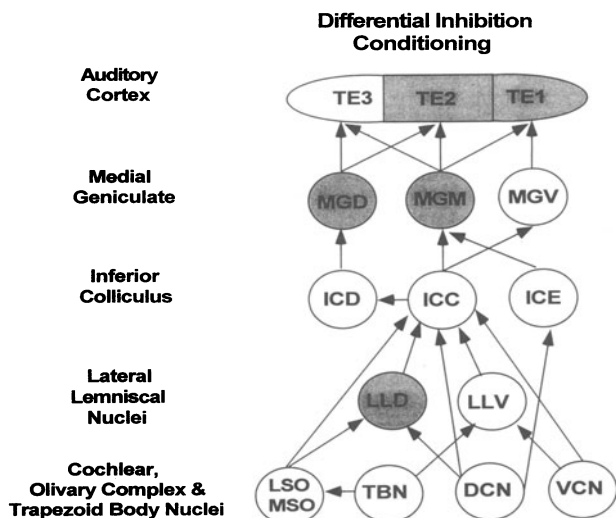 Differential Inhibition
Conditioning
Auditory
Cortex
TE3 TE2 TE1
Medial
Geniculate
MGD MGM MGV
Inferior
Colliculus
ICD ICC ICE
Lateral
Lemniscal
Nuclei
LLD LLV
Cochlear,
Olivary Complex &
Trapezoid Body Nuclei
LSO
MSO
TBN DCN VCN